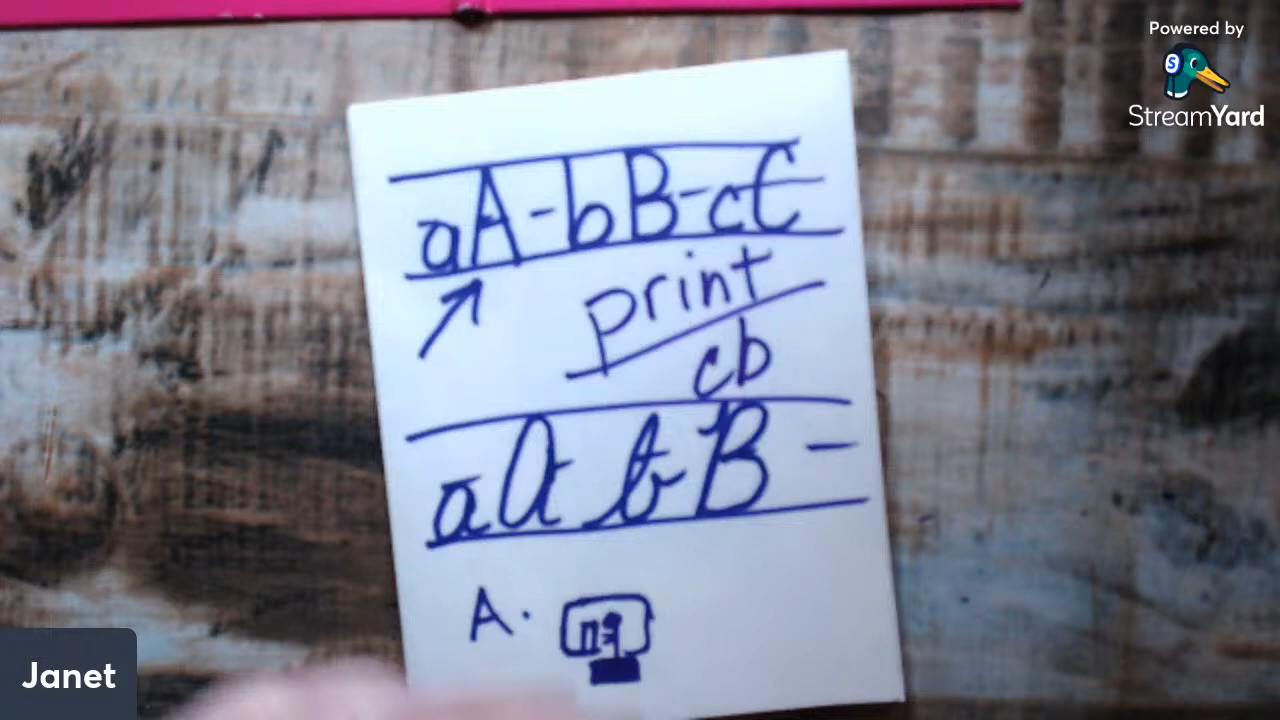 Powered by
StreamYard
aA-bB-cC
print
cb
aA bB -
A.
Janet